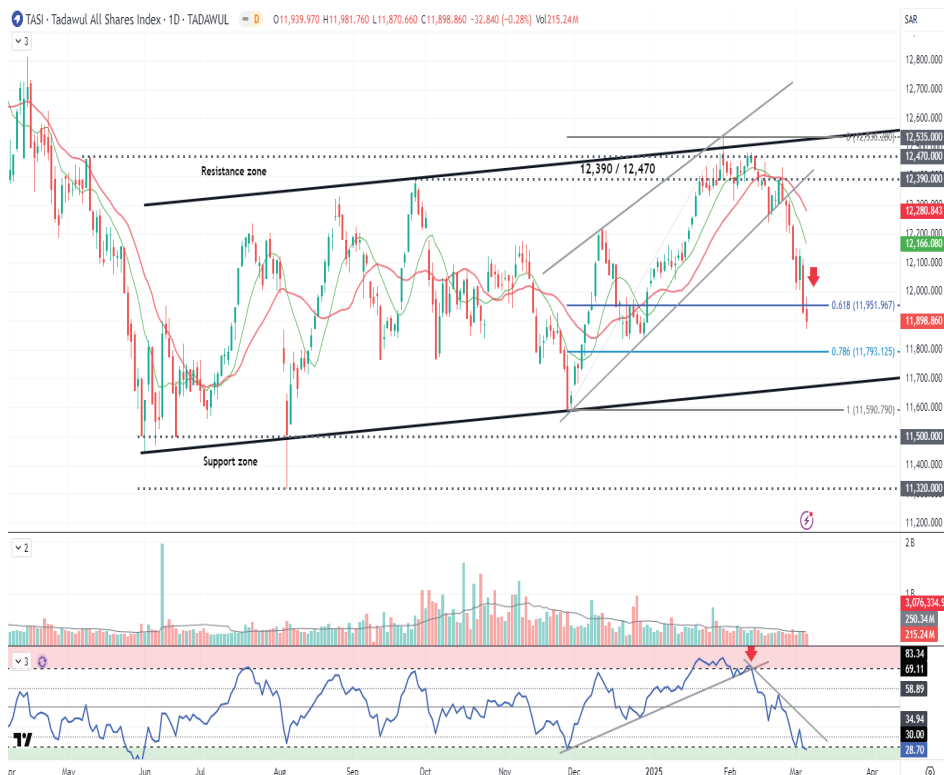 TASI · Tadawul All Shares Index · 1D · TADAWUL D O11,939.970 H11,981.760 L11,870.660 C11,898.860 -32.840 (-0.28%) Vol215.24M
SAR
3
12,800.000
12,700.000
12,600.000
12,535.000
12,470.000
12,390.000
12,280.843
12,200.000
12,166.080
12,100.000
12,000.000
11,898.860
11,800.000
11,700.000
11,600.000
11,500.000
11,400.000
11,320.000
11,200.000
Resistance zone
12,390 / 12,470
0.618 (11,951.967)
0.786 (11,793.125)
1 (11,590.790)
Support zone
2
2B
1B
250.34M
215.24M
3
83.34
69.11
58.89
34.94
30.00
28.70
May
Jun
Jul
Aug
Sep
Oct
Nov
Dec
2025
Feb
Mar
Apr